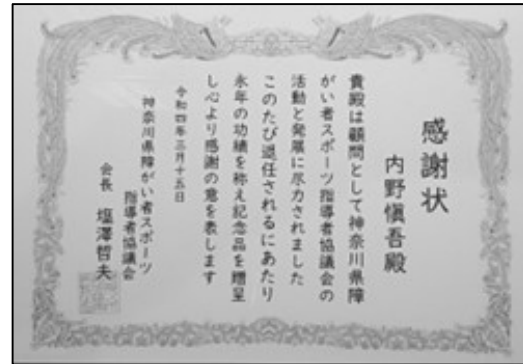 感謝状
内野愼吾殿
貴殿は顧問として神奈川県障
がい者スポーツ指導者協議会の
活動と発展に尽力されました
このたび退任されるにあたり
永年の功績を称え記念品を贈呈
し心より感謝の意を表します
令和四年三月十五日
神奈川県障がい者スポーツ
指導者協議会
会長 塩澤哲夫